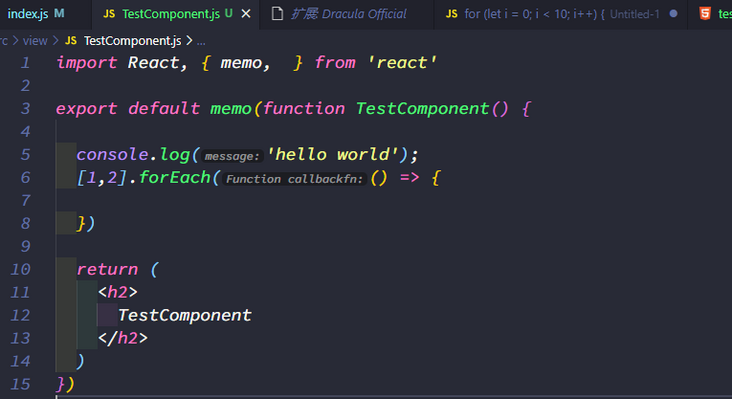 index.js M JS TestComponent.js U × 扩展: Dracula Official JS for (let i = 0; i < 10; i++) { Untitled-1 ● tes
rc > view > JS TestComponent.js > ...
1 import React, { memo,  } from 'react'
2
3 export default memo(function TestComponent() {
4
5 console.log(message:'hello world');
6 [1,2].forEach(Function callbackfn:() => {
7
8 })
9
10 return (
11 <h2>
12 TestComponent
13 </h2>
14 )
15 })